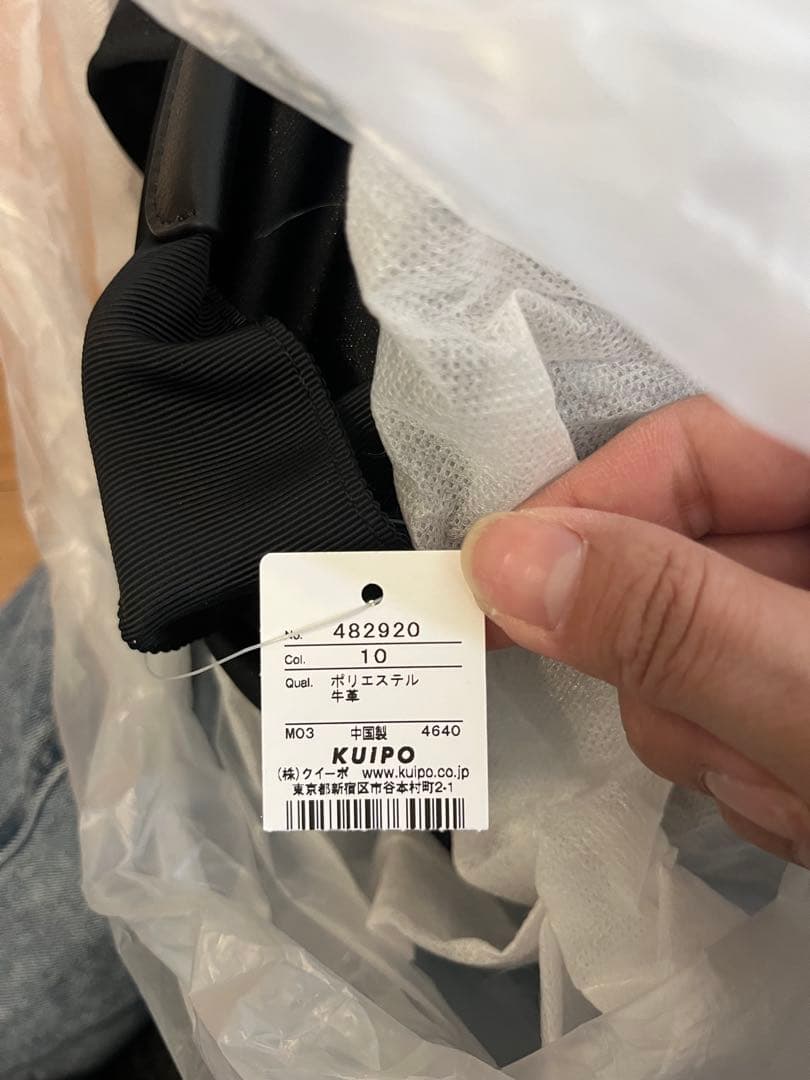 No. 482920
Col. 10
Qual. ポリエステル
牛革
M03 中国製 4640
KUIPO
(株)クイーポ www.kuipo.co.jp
東京都新宿区市谷本村町2-1